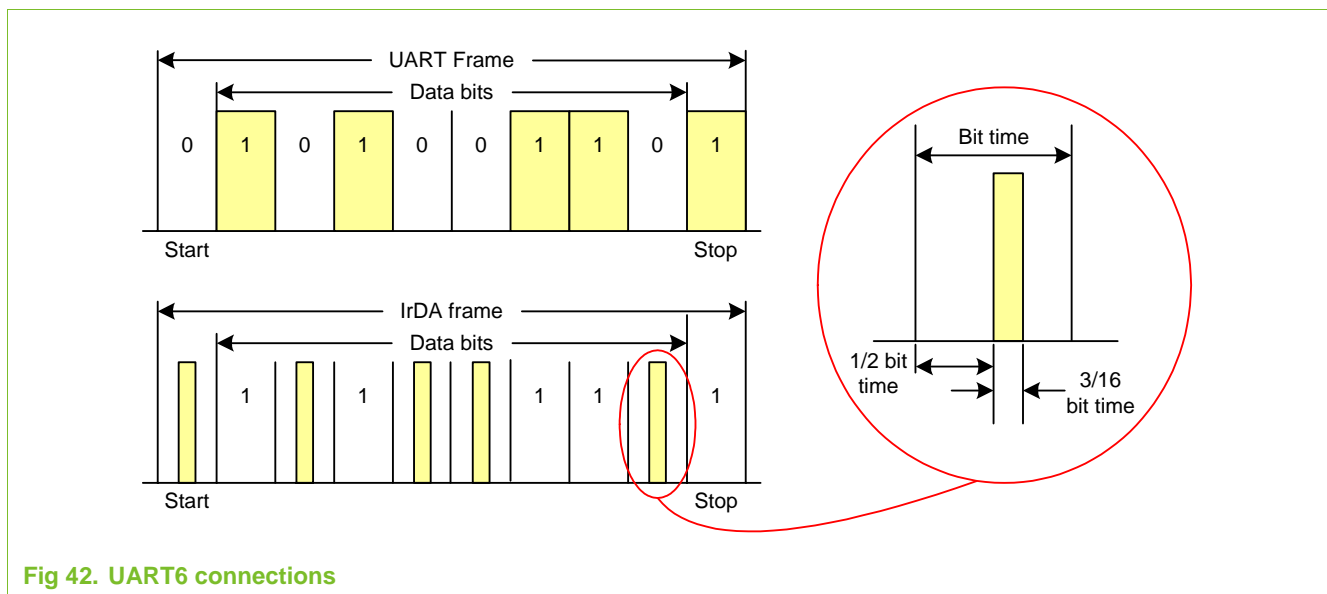 UART Frame
Data bits
0 1 0 1 0 0 1 1 0 1
Start Stop
IrDA frame
Data bits
1 1 1 1 1
Start Stop
Bit time
1/2 bit
time
3/16
bit time
Fig 42. UART6 connections